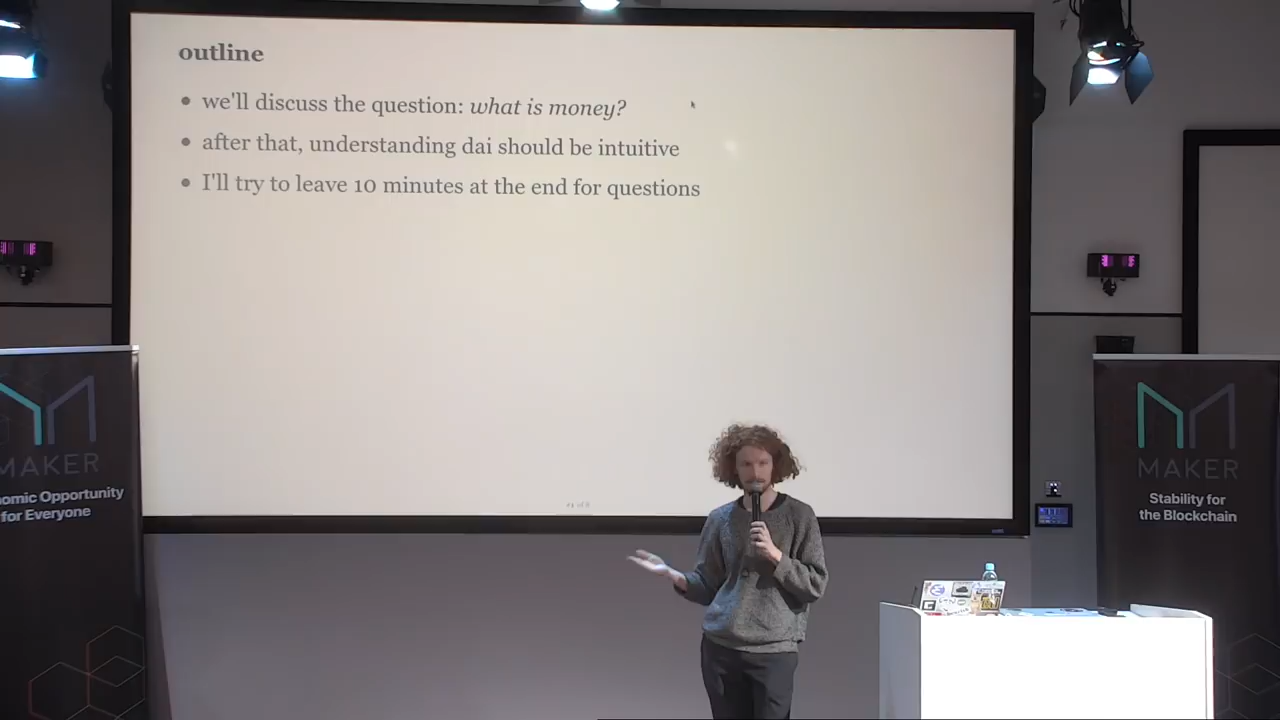 outline
we'll discuss the question: what is money?
after that, understanding dai should be intuitive
I'll try to leave 10 minutes at the end for questions
MAKER
omic Opportunity
for Everyone
MAKER
Stability for
the Blockchain